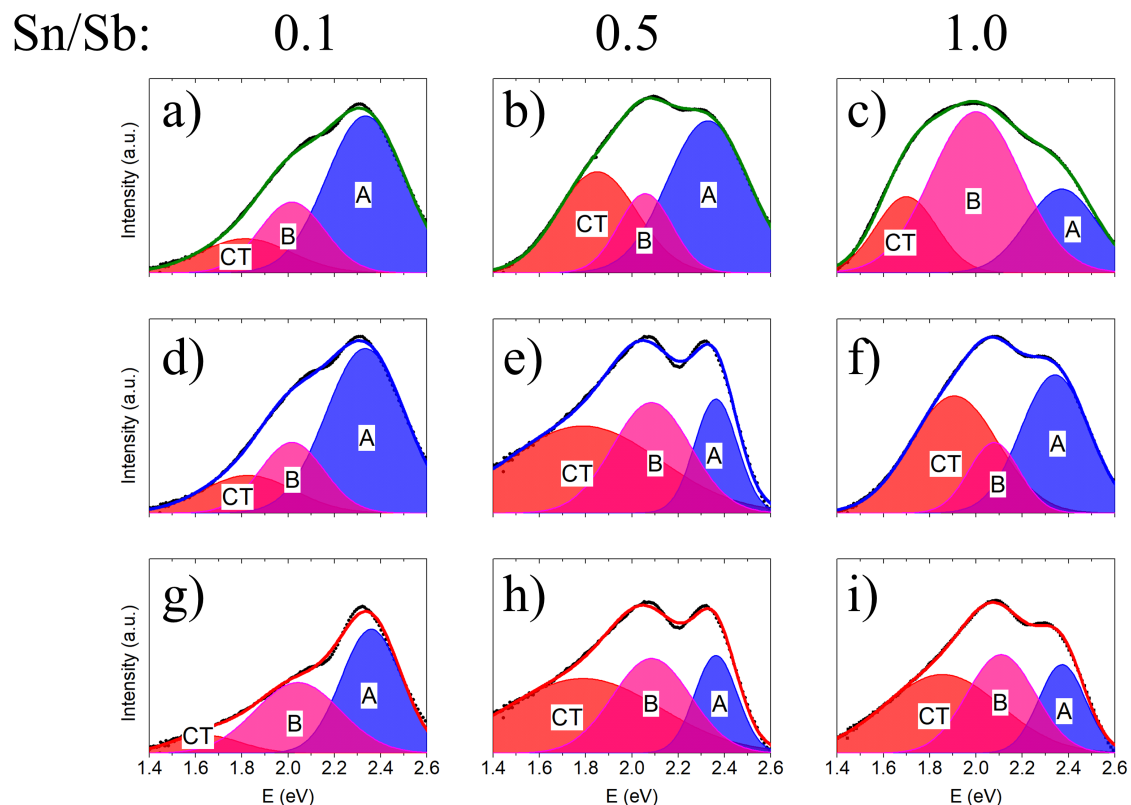 Sn/Sb: 0.1 0.5 1.0
a) b) c)
Intensity (a.u.)
CT B A
CT B A
CT B A
d) e) f)
Intensity (a.u.)
CT B A
CT B A
CT B A
g) h) i)
Intensity (a.u.)
CT B A
CT B A
CT B A
1.4 1.6 1.8 2.0 2.2 2.4 2.6
1.4 1.6 1.8 2.0 2.2 2.4 2.6
1.4 1.6 1.8 2.0 2.2 2.4 2.6
E (eV) E (eV) E (eV)